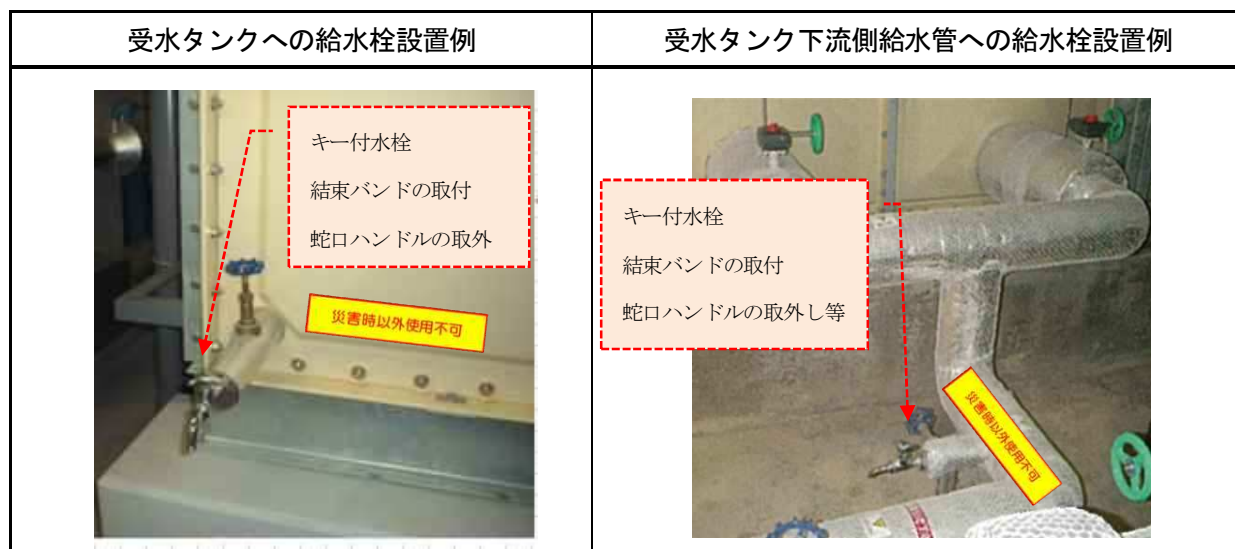 受水タンクへの給水栓設置例
受水タンク下流側給水管への給水栓設置例
キー付水栓
結束バンドの取付
蛇口ハンドルの取外
災害時以外使用不可
キー付水栓
結束バンドの取付
蛇口ハンドルの取外し等
災害時以外使用不可